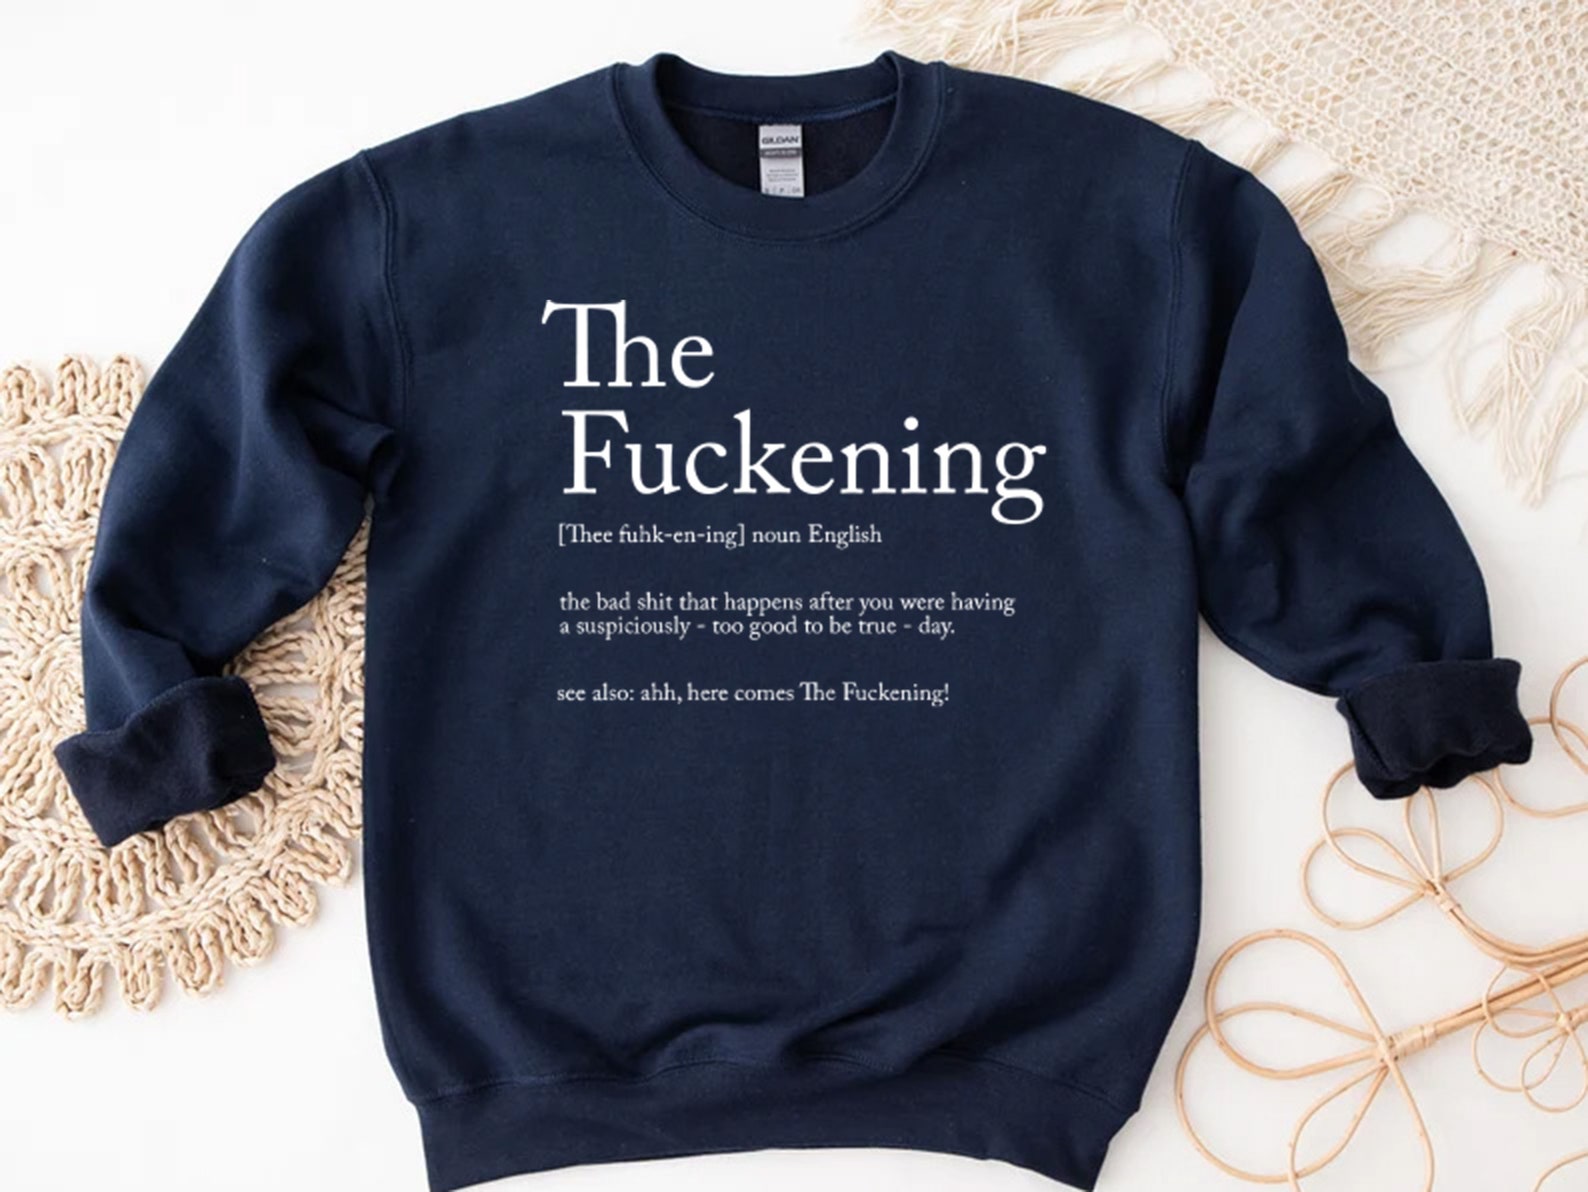 GILDAN
The
Fuckening
[Thee fuhk-en-ing] noun English
the bad shit that happens after you were having
a suspiciously - too good to be true - day.
see also: ahh, here comes The Fuckening!